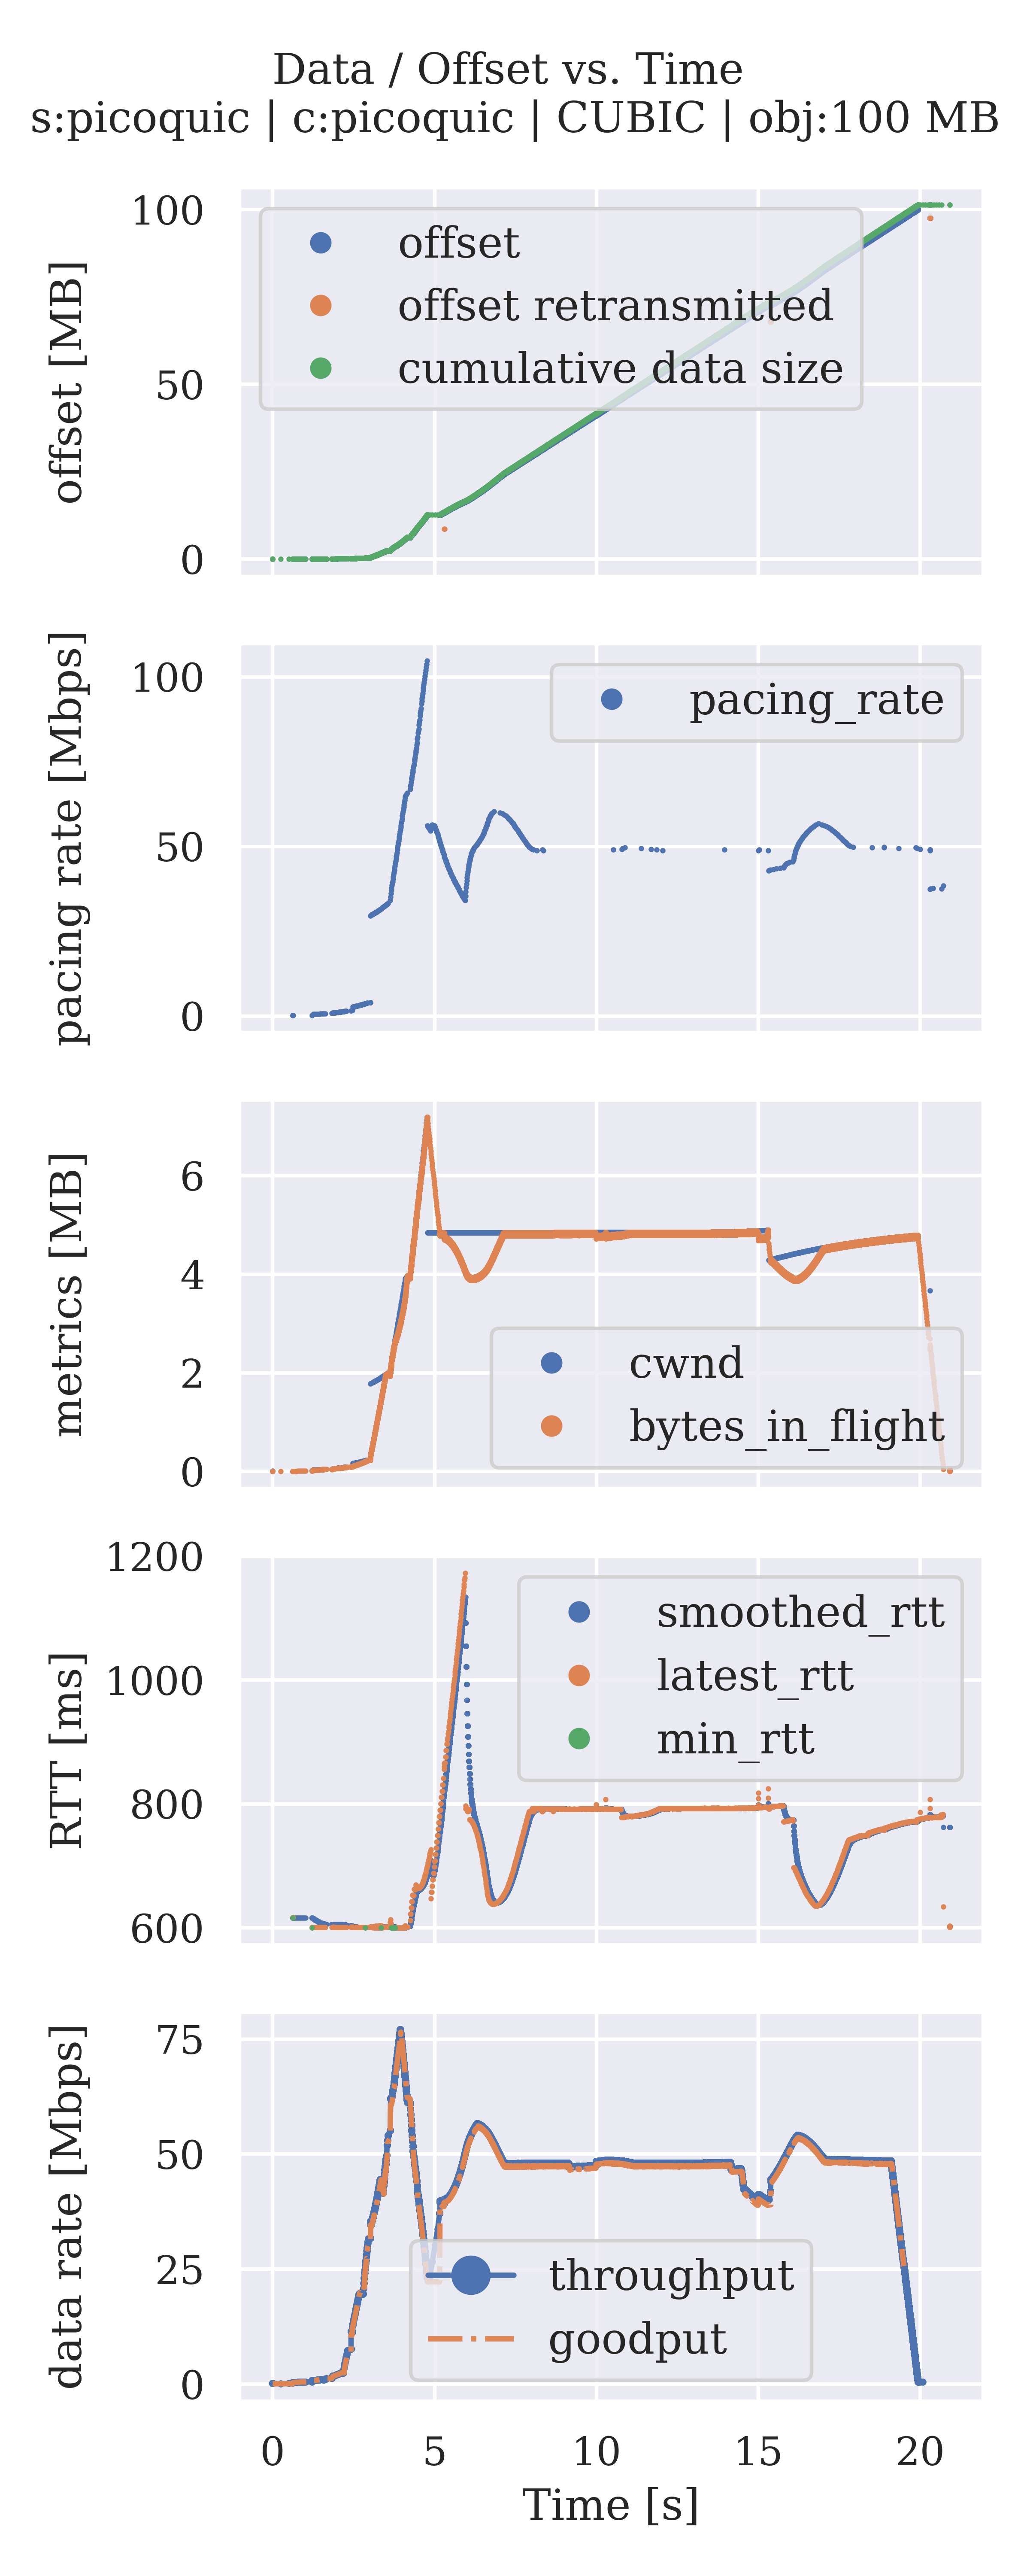 Data / Offset vs. Time
s:picoquic | c:picoquic | CUBIC | obj:100 MB
offset [MB]
100
50
0
offset
offset retransmitted
cumulative data size
pacing rate [Mbps]
100
50
0
pacing_rate
metrics [MB]
6
4
2
0
cwnd
bytes_in_flight
RTT [ms]
1200
1000
800
600
smoothed_rtt
latest_rtt
min_rtt
data rate [Mbps]
75
50
25
0
throughput
goodput
0 5 10 15 20
Time [s]